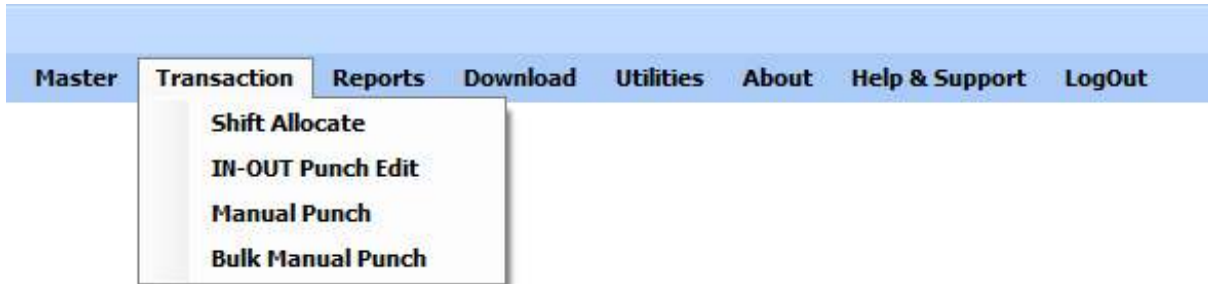 Master Transaction Reports Download Utilities About Help & Support LogOut
Shift Allocate
IN-OUT Punch Edit
Manual Punch
Bulk Manual Punch